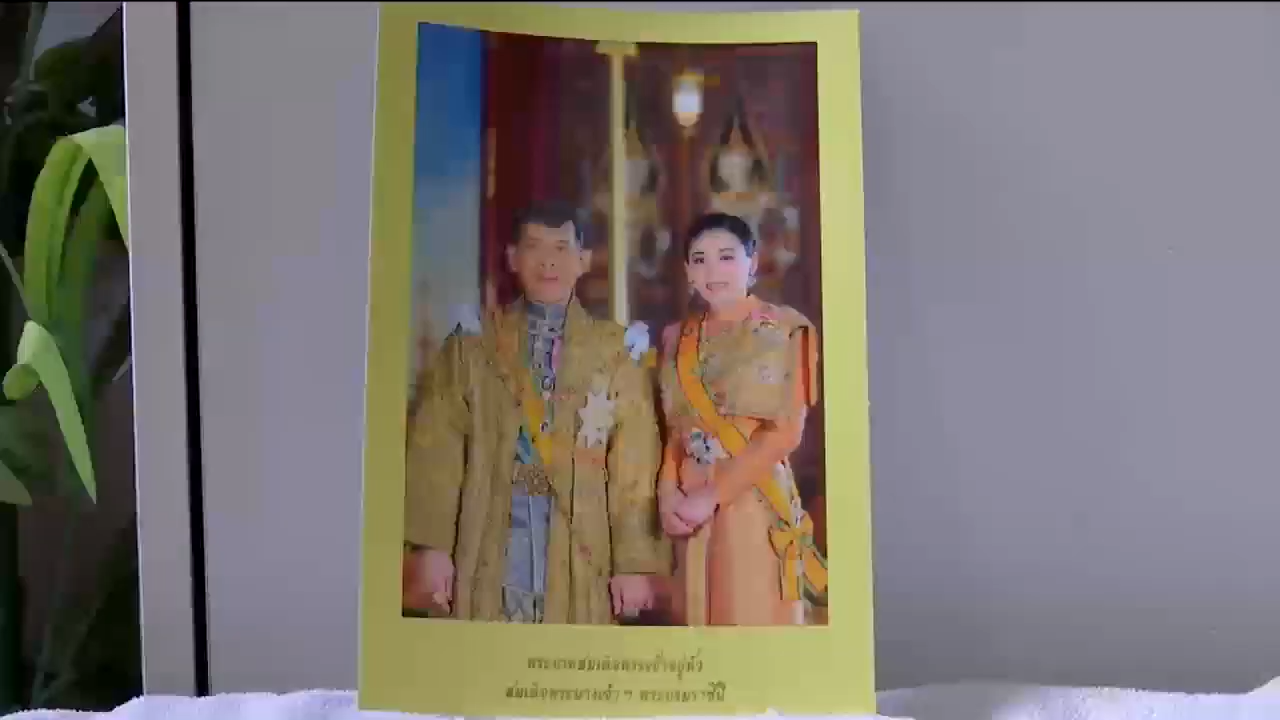 พระบาทสมเด็จพระเจ้าอยู่หัว
สมเด็จพระนางเจ้า ฯ พระบรมราชินี